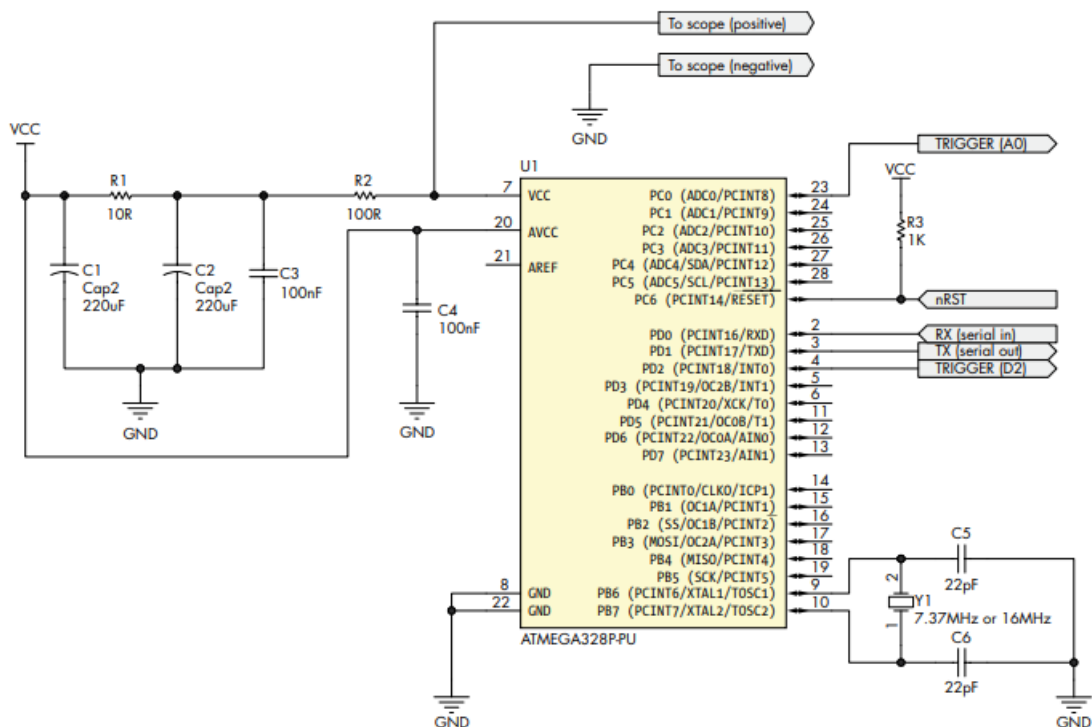 To scope (positive)
To scope (negative)
GND
VCC
R1
10R
R2
100R
C1
Cap2
220uF
C2
Cap2
220uF
C3
100nF
GND
C4
100nF
GND
U1
7 VCC
20 AVCC
21 AREF
8 GND
22 GND
PC0 (ADC0/PCINT8) 23
PC1 (ADC1/PCINT9) 24
PC2 (ADC2/PCINT10) 25
PC3 (ADC3/PCINT11) 26
PC4 (ADC4/SDA/PCINT12) 27
PC5 (ADC5/SCL/PCINT13) 28
PC6 (PCINT14/RESET)
PD0 (PCINT16/RXD) 2
PD1 (PCINT17/TXD) 3
PD2 (PCINT18/INT0) 4
PD3 (PCINT19/OC2B/INT1) 5
PD4 (PCINT20/XCK/T0) 6
PD5 (PCINT21/OC0B/T1) 11
PD6 (PCINT22/OC0A/AIN0) 12
PD7 (PCINT23/AIN1) 13
PB0 (PCINT0/CLKO/ICP1) 14
PB1 (OC1A/PCINT1) 15
PB2 (SS/OC1B/PCINT2) 16
PB3 (MOSI/OC2A/PCINT3) 17
PB4 (MISO/PCINT4) 18
PB5 (SCK/PCINT5) 19
PB6 (PCINT6/XTAL1/TOSC1) 9
PB7 (PCINT7/XTAL2/TOSC2) 10
ATMEGA328P-PU
GND
TRIGGER (A0)
VCC
R3
1K
nRST
RX (serial in)
TX (serial out)
TRIGGER (D2)
C5
22pF
2
Y1
7.37MHz or 16MHz
1
C6
22pF
GND